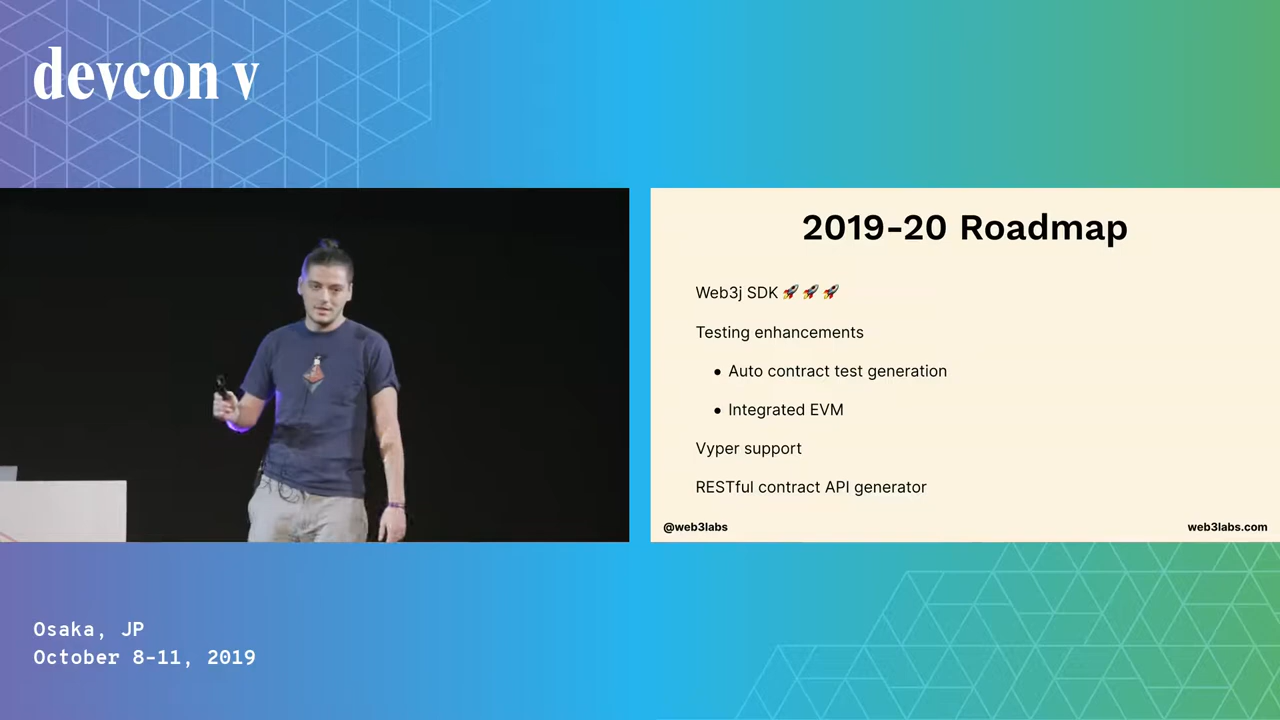 devcon v
2019-20 Roadmap
Web3j SDK 🚀 🚀 🚀
Testing enhancements
• Auto contract test generation
• Integrated EVM
Vyper support
RESTful contract API generator
@web3labs
web3labs.com
Osaka, JP
October 8-11, 2019